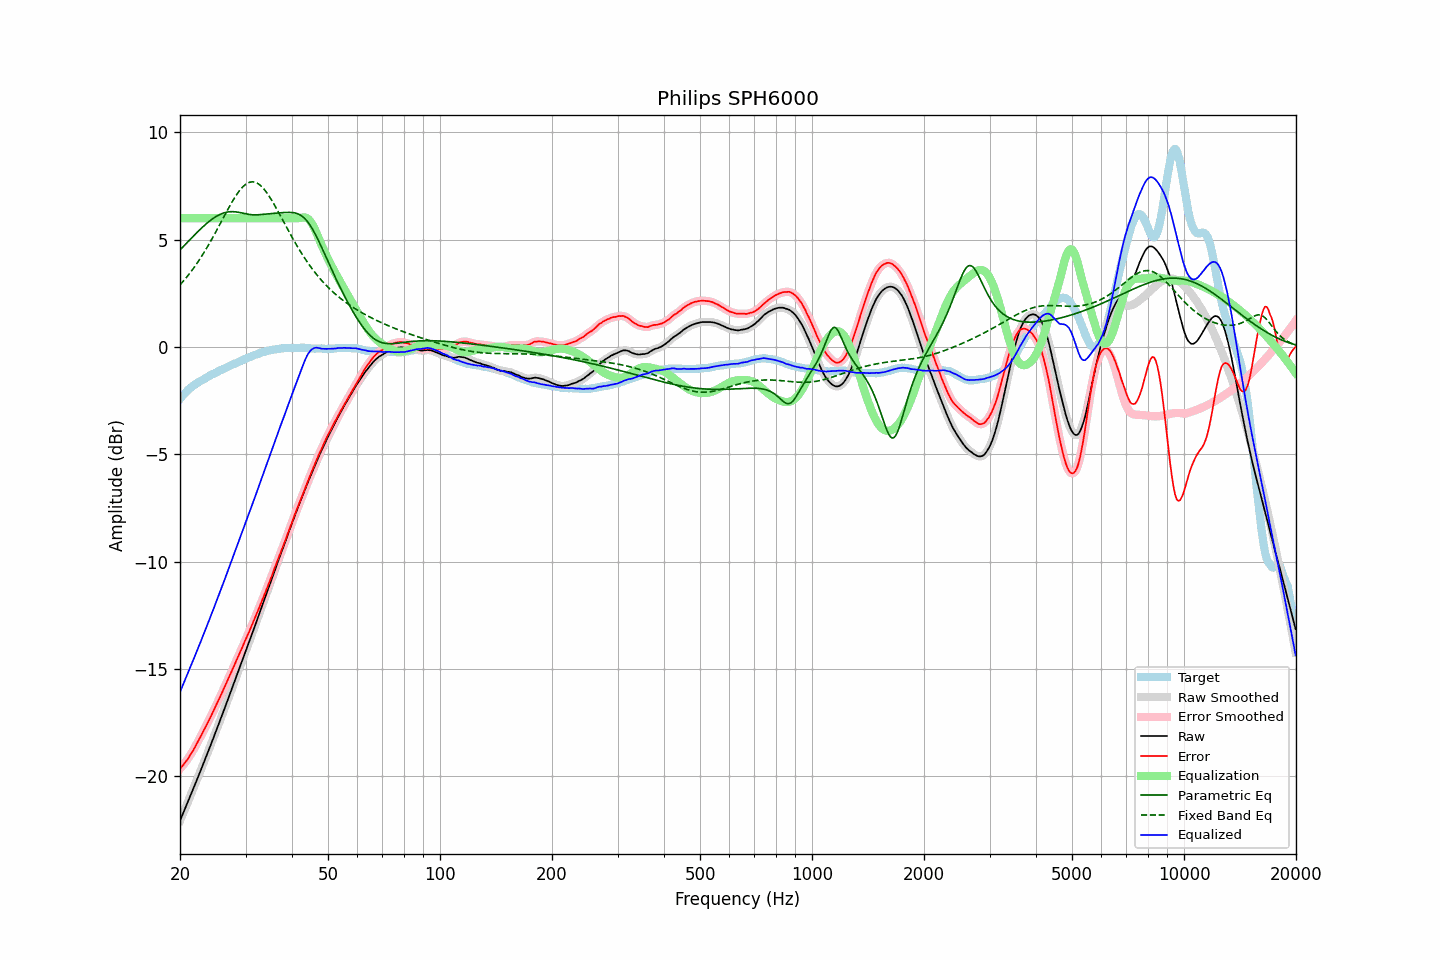 Philips SPH6000
10
5
0
−5
−10
−15
−20
Amplitude (dBr)
20
50
100
200
500
1000
2000
5000
10000
20000
Frequency (Hz)
Target
Raw Smoothed
Error Smoothed
Raw
Error
Equalization
Parametric Eq
Fixed Band Eq
Equalized